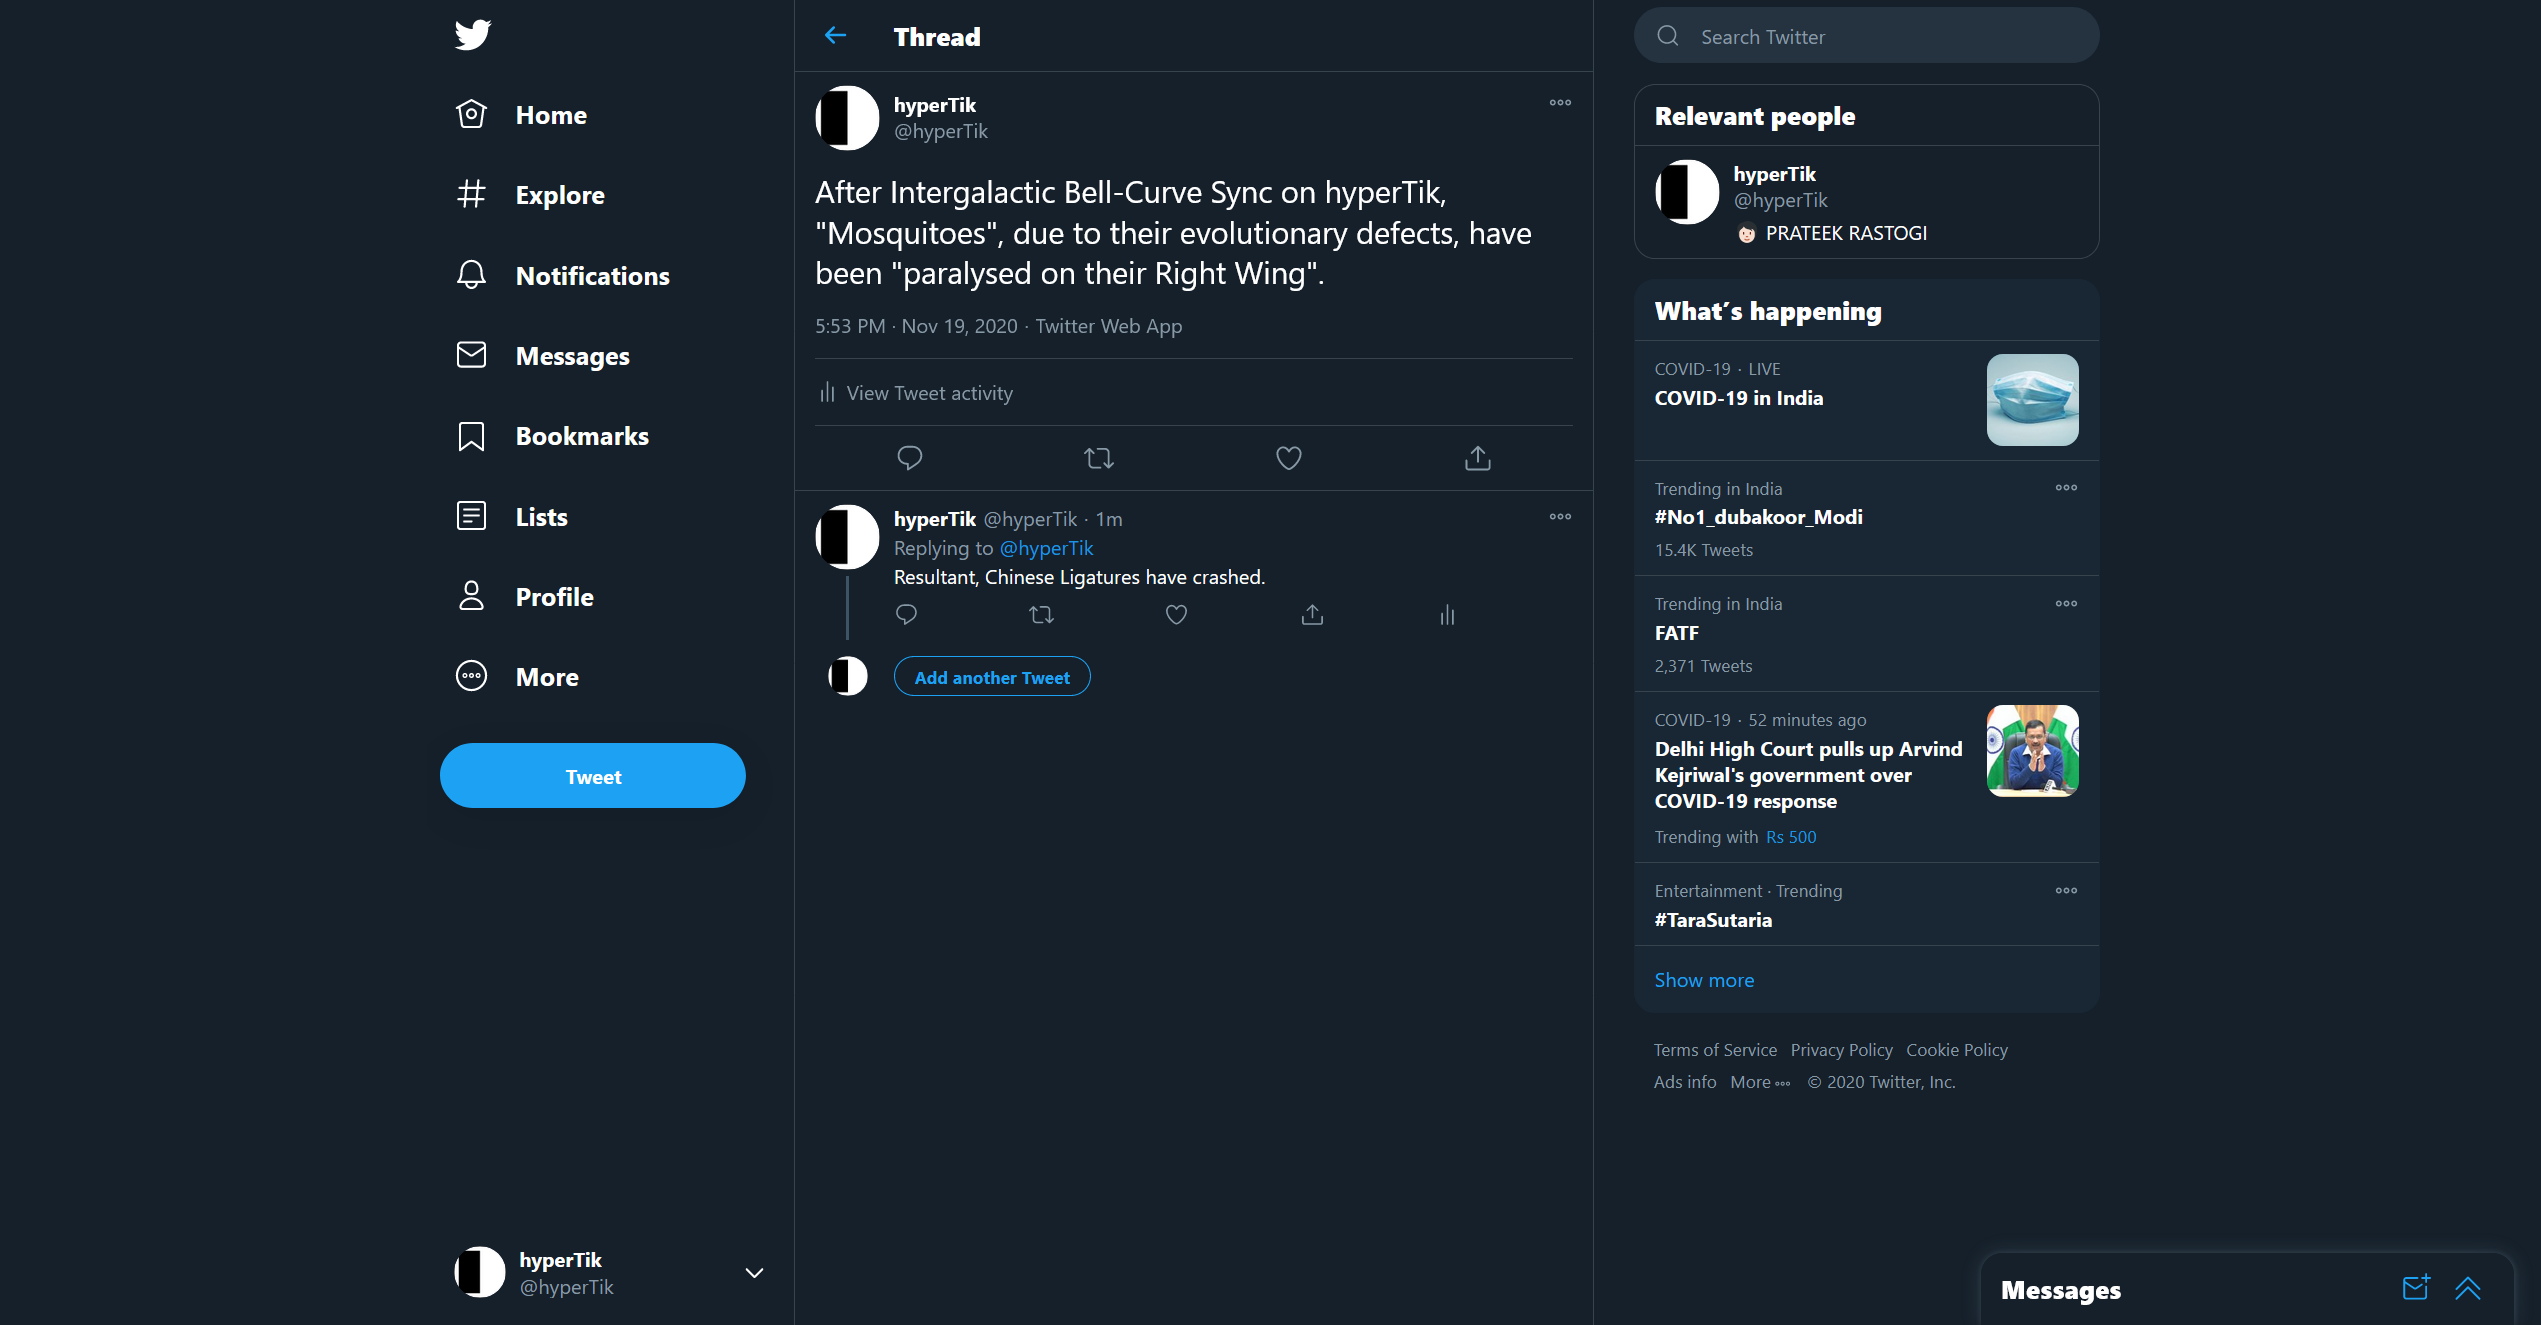 Home
Explore
Notifications
Messages
Bookmarks
Lists
Profile
More
Tweet
hyperTik
@hyperTik
Thread
hyperTik
@hyperTik
After Intergalactic Bell-Curve Sync on hyperTik,
"Mosquitoes", due to their evolutionary defects, have
been "paralysed on their Right Wing".
5:53 PM · Nov 19, 2020 · Twitter Web App
View Tweet activity
hyperTik @hyperTik · 1m
Replying to @hyperTik
Resultant, Chinese Ligatures have crashed.
Add another Tweet
Search Twitter
Relevant people
hyperTik
@hyperTik
PRATEEK RASTOGI
What's happening
COVID-19 · LIVE
COVID-19 in India
Trending in India
#No1_dubakoor_Modi
15.4K Tweets
Trending in India
FATF
2,371 Tweets
COVID-19 · 52 minutes ago
Delhi High Court pulls up Arvind
Kejriwal's government over
COVID-19 response
Trending with Rs 500
Entertainment · Trending
#TaraSutaria
Show more
Terms of Service Privacy Policy Cookie Policy
Ads info More © 2020 Twitter, Inc.
Messages